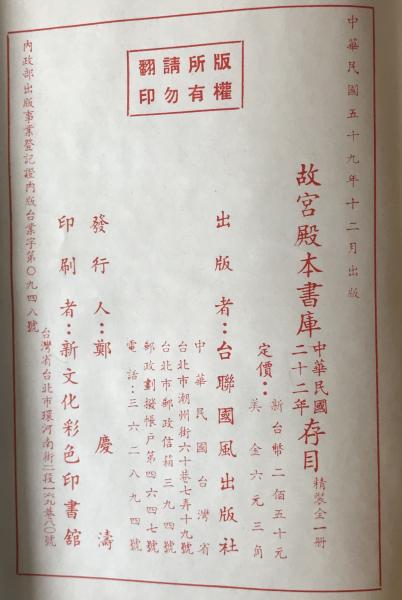 中華民國五十九年十二月出版
故宮殿本書庫中華民國二十二年存目精裝全一冊
定價：新台幣二佰五十元
美金六元三角
出版者：台聯國風出版社
中華民國台灣省
台北市潮州街六十巷七弄十九號
台北市郵政信箱三九四號
郵政劃撥帳戶第四六四七號
電話：三六二八九四號
發行人：鄭慶濤
印刷者：新文化彩色印書館
台灣省台北市環河南街二段一六九巷八〇號
內政部出版事業登記證內版台業字第〇九四八號
版權所有
請勿翻印